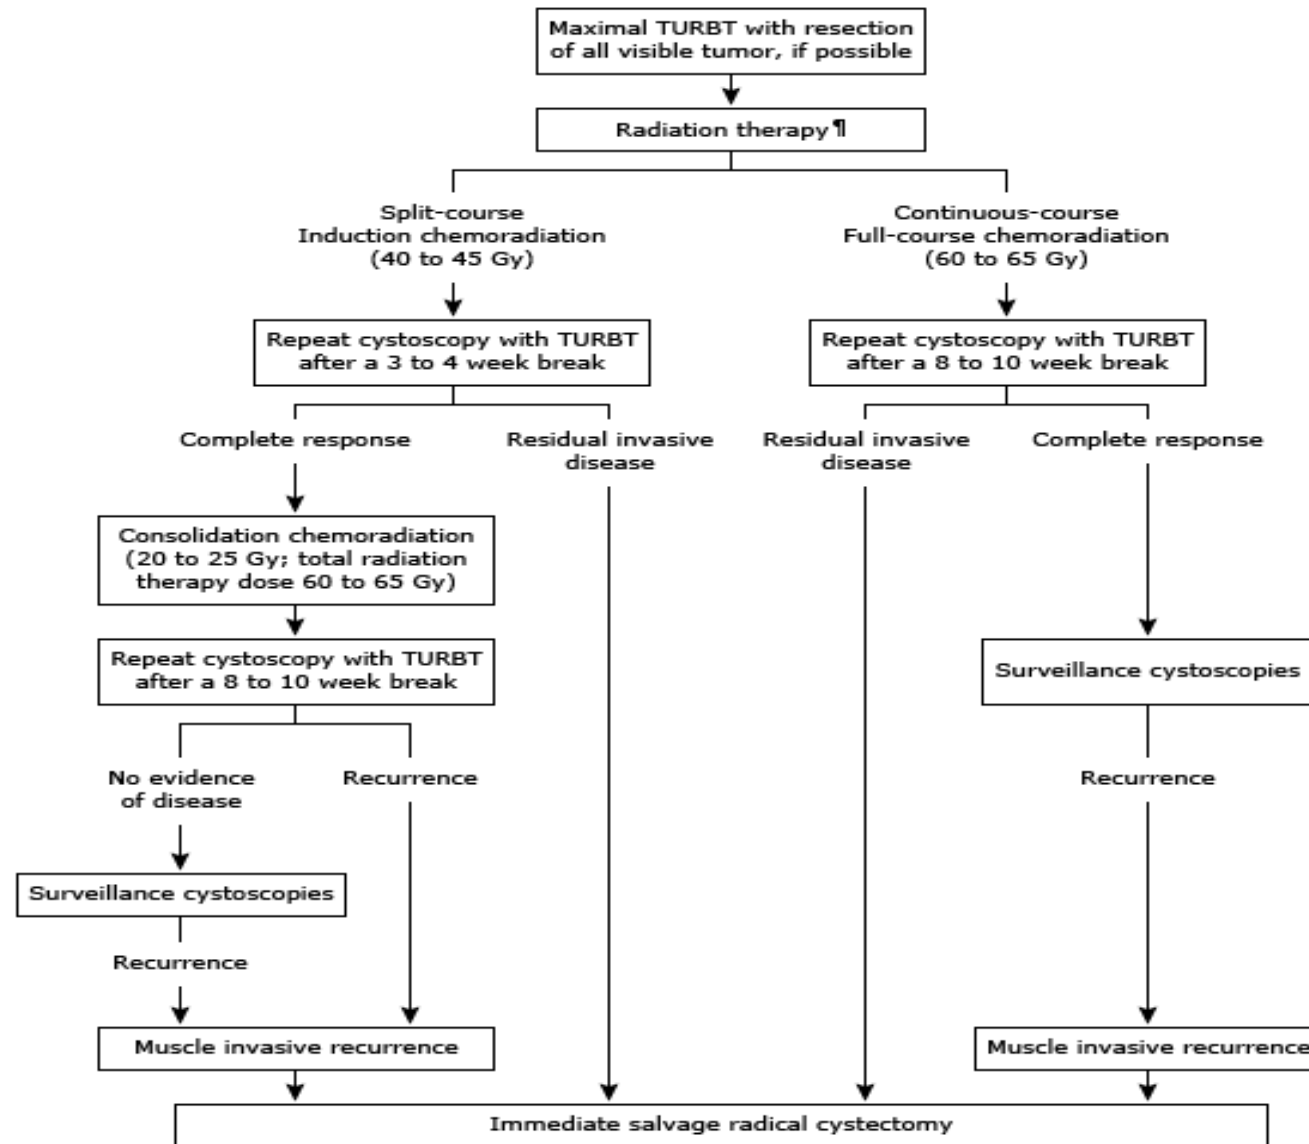 Maximal TURBT with resection
of all visible tumor, if possible
Radiation therapy¶
Split-course
Induction chemoradiation
(40 to 45 Gy)
Continuous-course
Full-course chemoradiation
(60 to 65 Gy)
Repeat cystoscopy with TURBT
after a 3 to 4 week break
Repeat cystoscopy with TURBT
after a 8 to 10 week break
Complete response
Residual invasive
disease
Residual invasive
disease
Complete response
Consolidation chemoradiation
(20 to 25 Gy; total radiation
therapy dose 60 to 65 Gy)
Repeat cystoscopy with TURBT
after a 8 to 10 week break
Surveillance cystoscopies
No evidence
of disease
Recurrence
Recurrence
Surveillance cystoscopies
Recurrence
Muscle invasive recurrence
Muscle invasive recurrence
Immediate salvage radical cystectomy